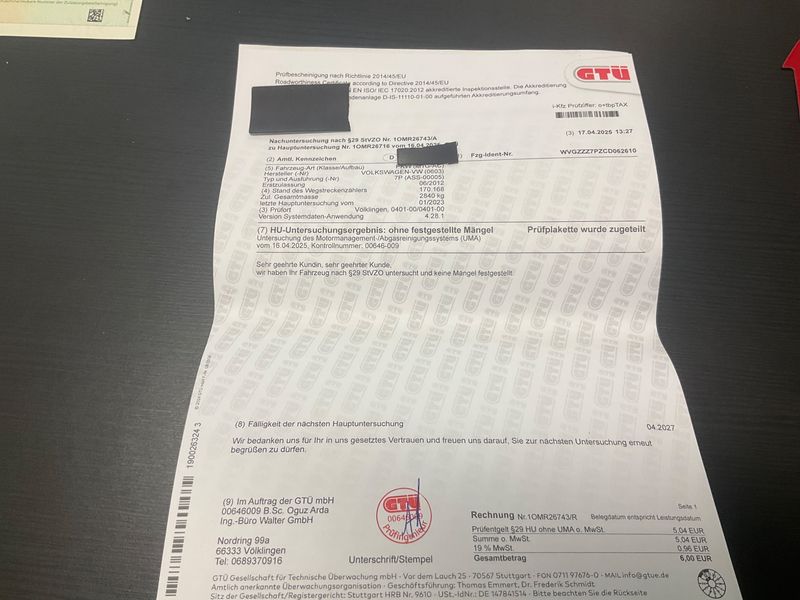 Prüfbescheinigung nach Richtlinie 2014/45/EU
Roadworthiness Certificate according to Directive 2014/45/EU
EN ISO/ IEC 17020:2012 akkreditierte Inspektionsstelle. Die Akkreditierung
denanlage D-IS-11110-01-00 aufgeführten Akkreditierungsumfang.
GTÜ
i-Kfz Prüfziffer: o+tbpTAX
(3) 17.04.2025 13:27
Nachuntersuchung nach §29 StVZO Nr. 1OMR26743/A
zu Hauptuntersuchung Nr. 1OMR26716 vom 16.04.2025
(2) Amtl. Kennzeichen D Fzg-Ident-Nr. WVGZZZ7PZCD062610
(5) Fahrzeug-Art (Klasse/Aufbau)
Hersteller (-Nr) VOLKSWAGEN-VW (0603)
Typ und Ausführung (-Nr) 7P (ASS-00005)
Erstzulassung 06/2012
(4) Stand des Wegstreckenzählers 170.168
Zul. Gesamtmasse 2840 kg
letzte Hauptuntersuchung vom 01/2023
(3) Prüfort Völklingen, 0401-00/0401-00
Version Systemdaten-Anwendung 4.28.1
(7) HU-Untersuchungsergebnis: ohne festgestellte Mängel Prüfplakette wurde zugeteilt
Untersuchung des Motormanagement-/Abgasreinigungssystems (UMA)
vom 16.04.2025, Kontrollnummer: 00646-009
Sehr geehrte Kundin, sehr geehrter Kunde,
wir haben Ihr Fahrzeug nach §29 StVZO untersucht und keine Mängel festgestellt
(8) Fälligkeit der nächsten Hauptuntersuchung 04.2027
Wir bedanken uns für Ihr in uns gesetztes Vertrauen und freuen uns darauf, Sie zur nächsten Untersuchung erneut
begrüßen zu dürfen.
190026324 3
(9) Im Auftrag der GTÜ mbH
00646009 B.Sc. Oguz Arda
Ing.-Büro Walter GmbH
Nordring 99a
66333 Völklingen
Tel: 0689370916
GTÜ
00646009
Prüfingenieur
Unterschrift/Stempel
Seite 1
Rechnung Nr.1OMR26743/R Belegdatum entspricht Leistungsdatum
Prüfentgelt §29 HU ohne UMA o. MwSt. 5,04 EUR
Summe o. MwSt. 5,04 EUR
19 % MwSt. 0,96 EUR
Gesamtbetrag 6,00 EUR
GTÜ Gesellschaft für Technische Überwachung mbH - Vor dem Lauch 25 - 70567 Stuttgart - FON 0711 97676-0 - MAIL info@gtue.de
Amtlich anerkannte Überwachungsorganisation - Geschäftsführung: Thomas Emmert, Dr. Frederik Schmidt
Sitz der Gesellschaft/Registergericht: Stuttgart HRB Nr. 9610 - USt.-IdNr.: DE 147841514 - Bitte beachten Sie die Rückseite